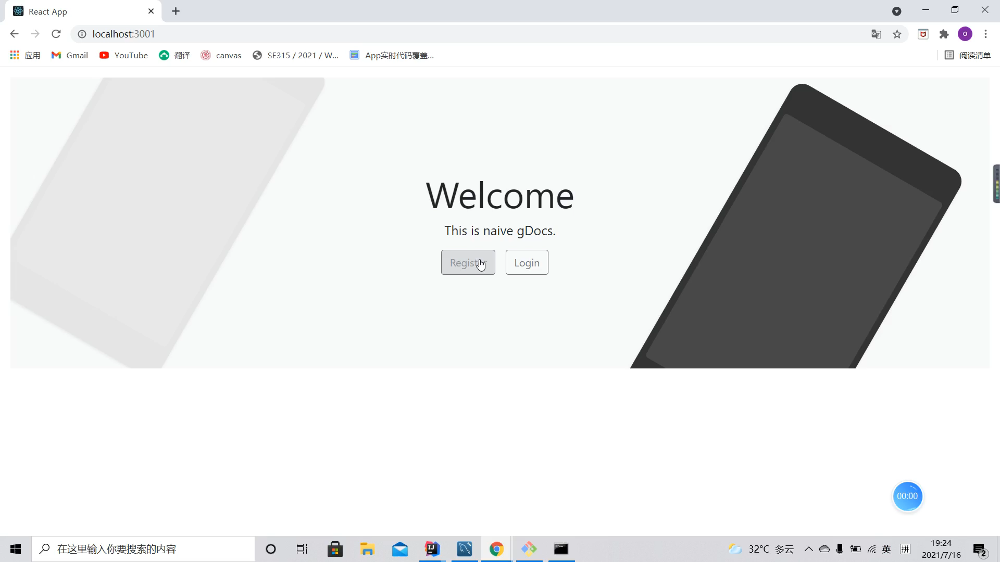 React App
localhost:3001
应用 Gmail YouTube 翻译 canvas SE315 / 2021 / W... App实时代码覆盖... 阅读清单
Welcome
This is naive gDocs.
Register Login
00:00
在这里输入你要搜索的内容
32°C 多云 英 拼 19:24
2021/7/16 2